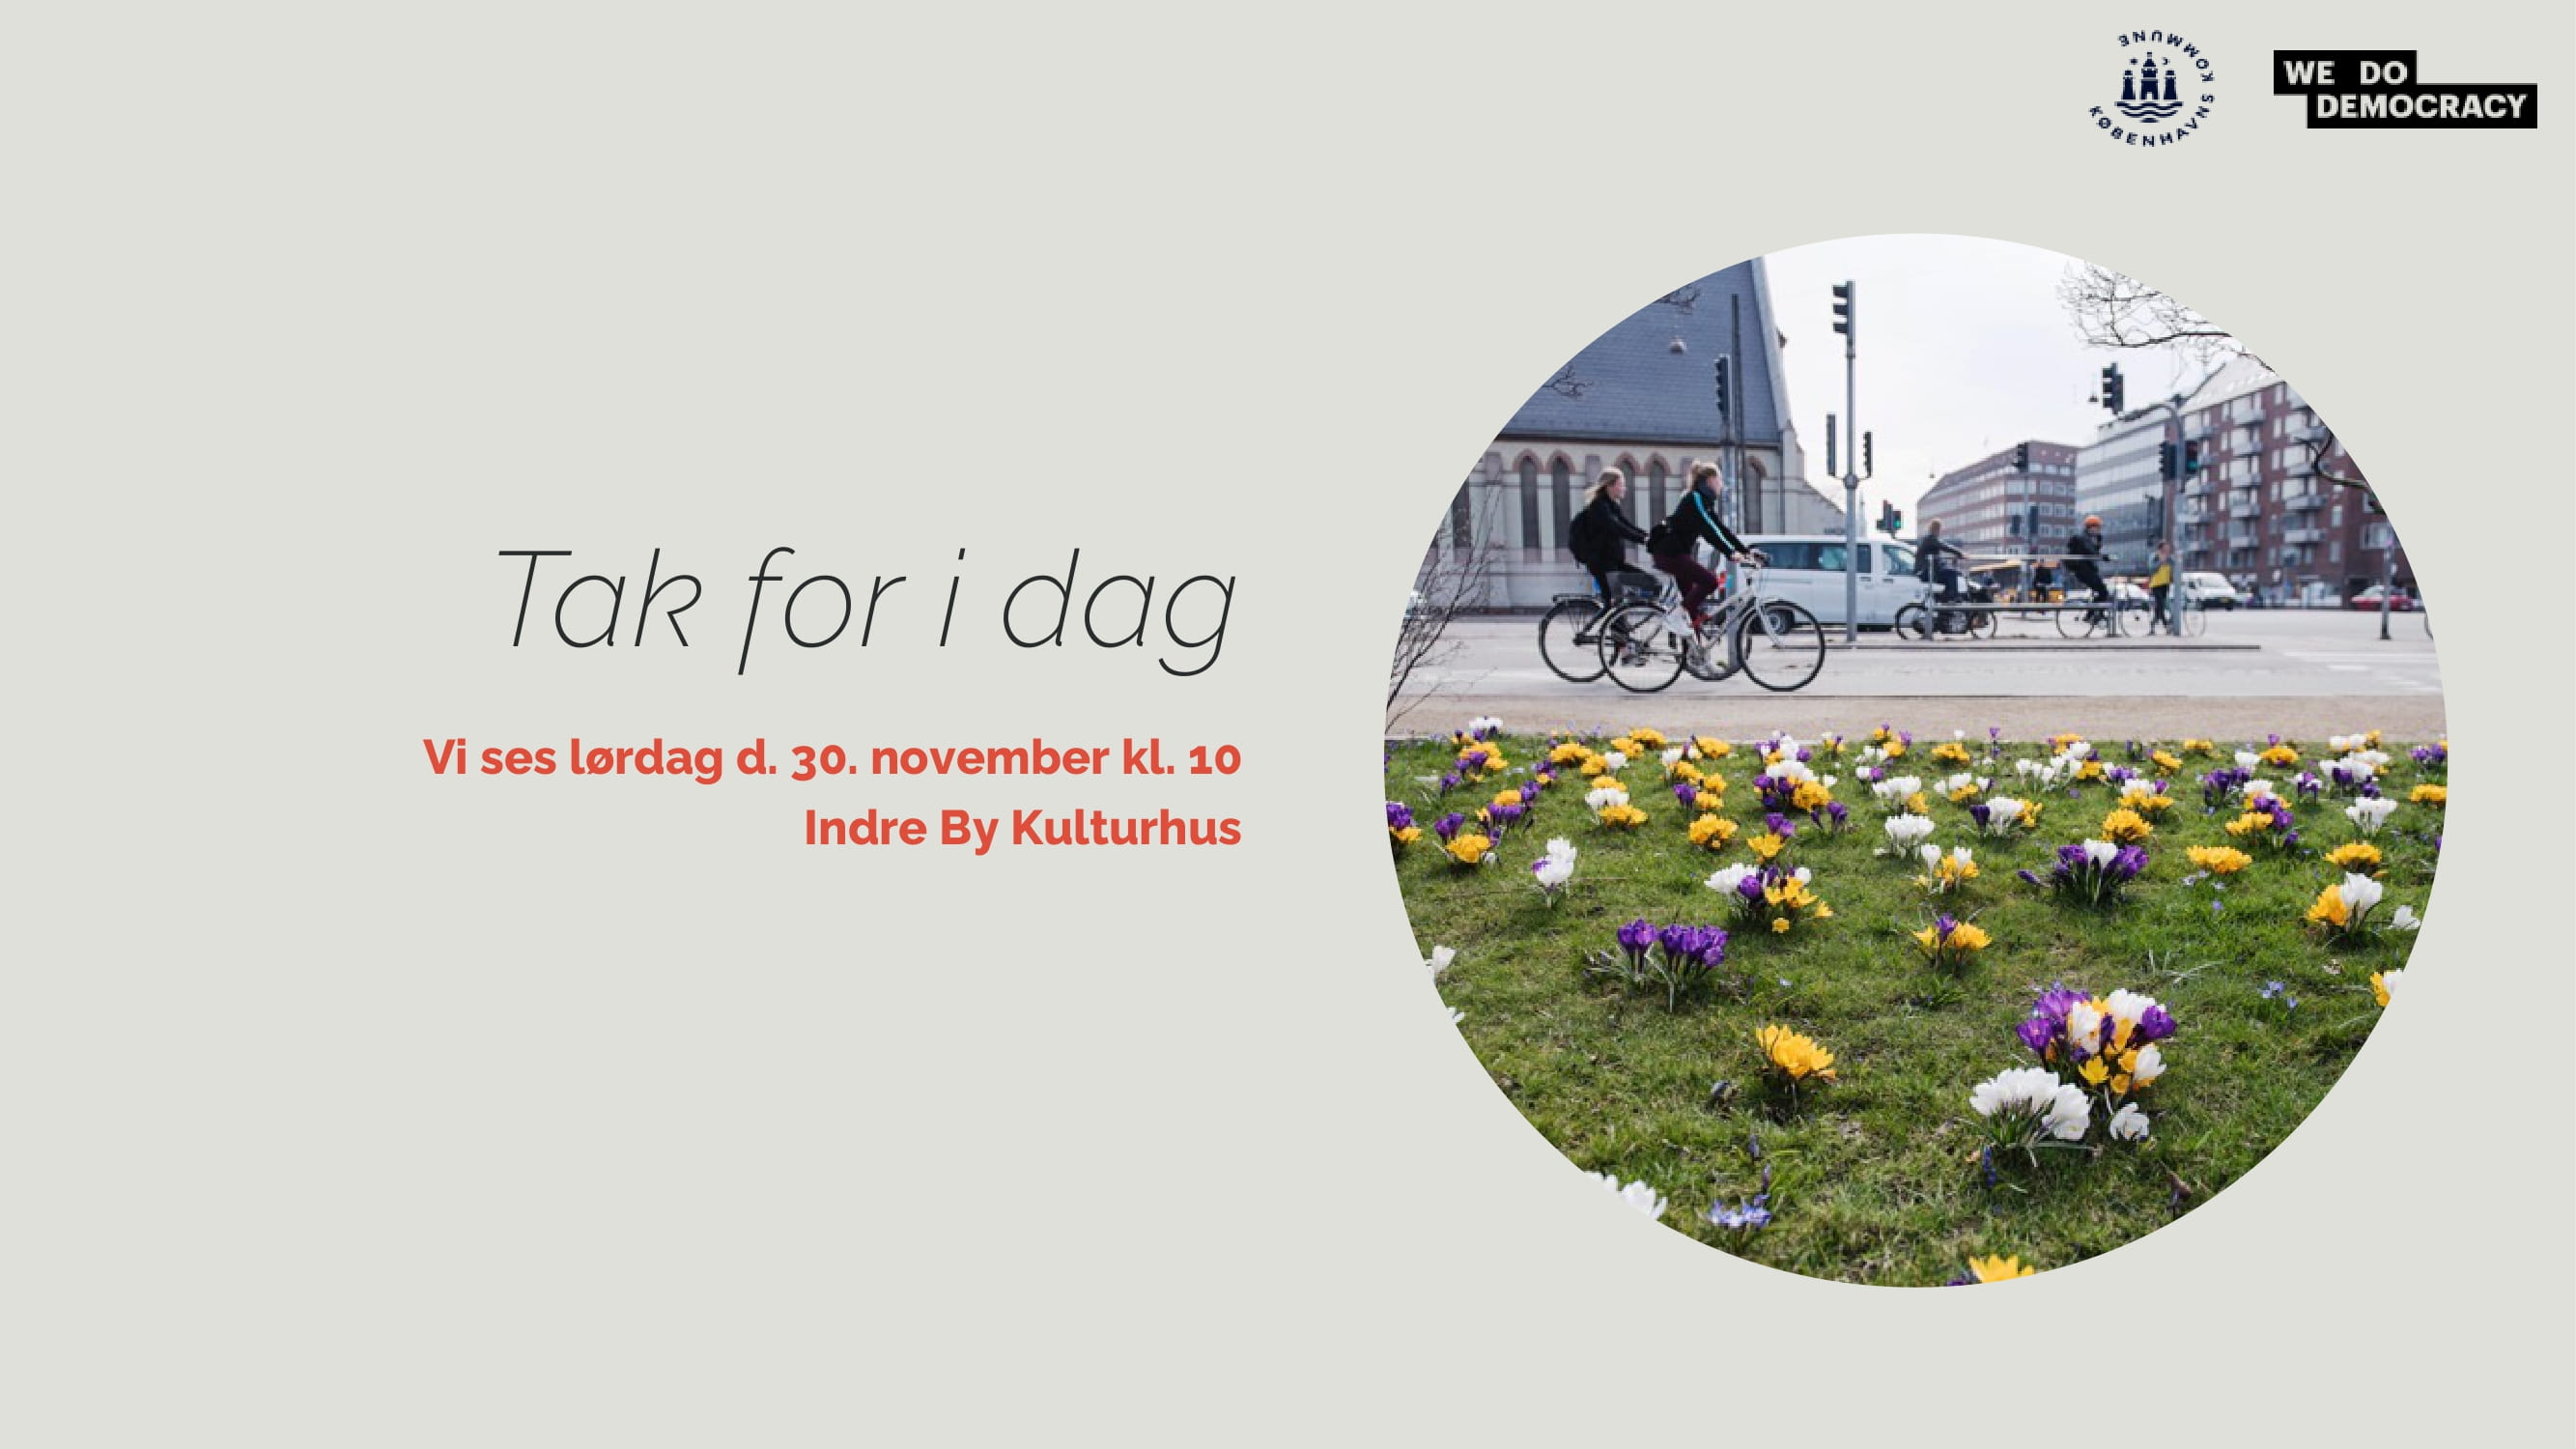 KØBENHAVNS KOMMUNE
WE DO
DEMOCRACY
Tak for i dag
Vi ses lørdag d. 30. november kl. 10
Indre By Kulturhus